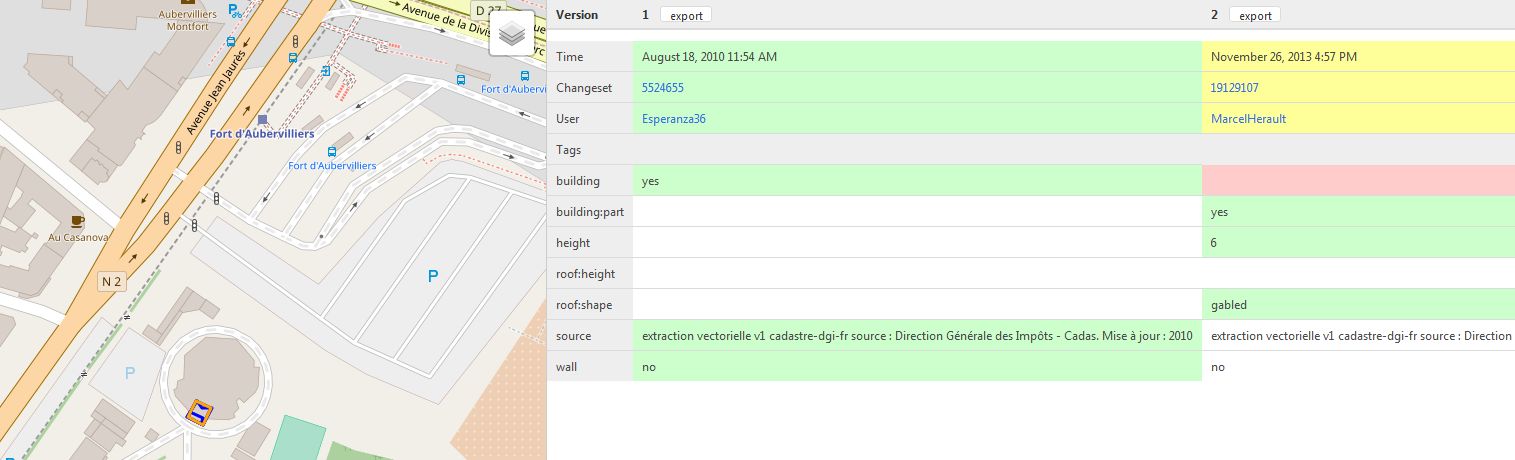 Aubervilliers
Montfort
D 27
Avenue de la Divis
Avenue Jean Jaurès
Fort d'Aubervi
Fort d'Aubervilliers
Fort d'Aubervilliers
Au Casanova
N 2
P
P
Version 1 export 2 export
Time August 18, 2010 11:54 AM November 26, 2013 4:57 PM
Changeset 5524655 19129107
User Esperanza36 MarcelHerault
Tags
building yes
building:part yes
height 6
roof:height
roof:shape gabled
source extraction vectorielle v1 cadastre-dgi-fr source : Direction Générale des Impôts - Cadas. Mise à jour : 2010 extraction vectorielle v1 cadastre-dgi-fr source : Direction
wall no no